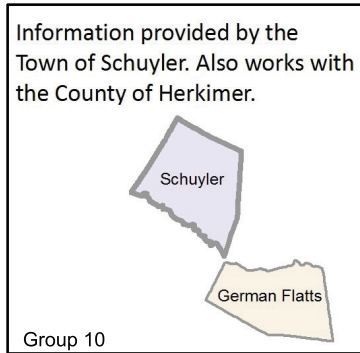 Information provided by the
Town of Schuyler. Also works with
the County of Herkimer.
Schuyler
German Flatts
Group 10